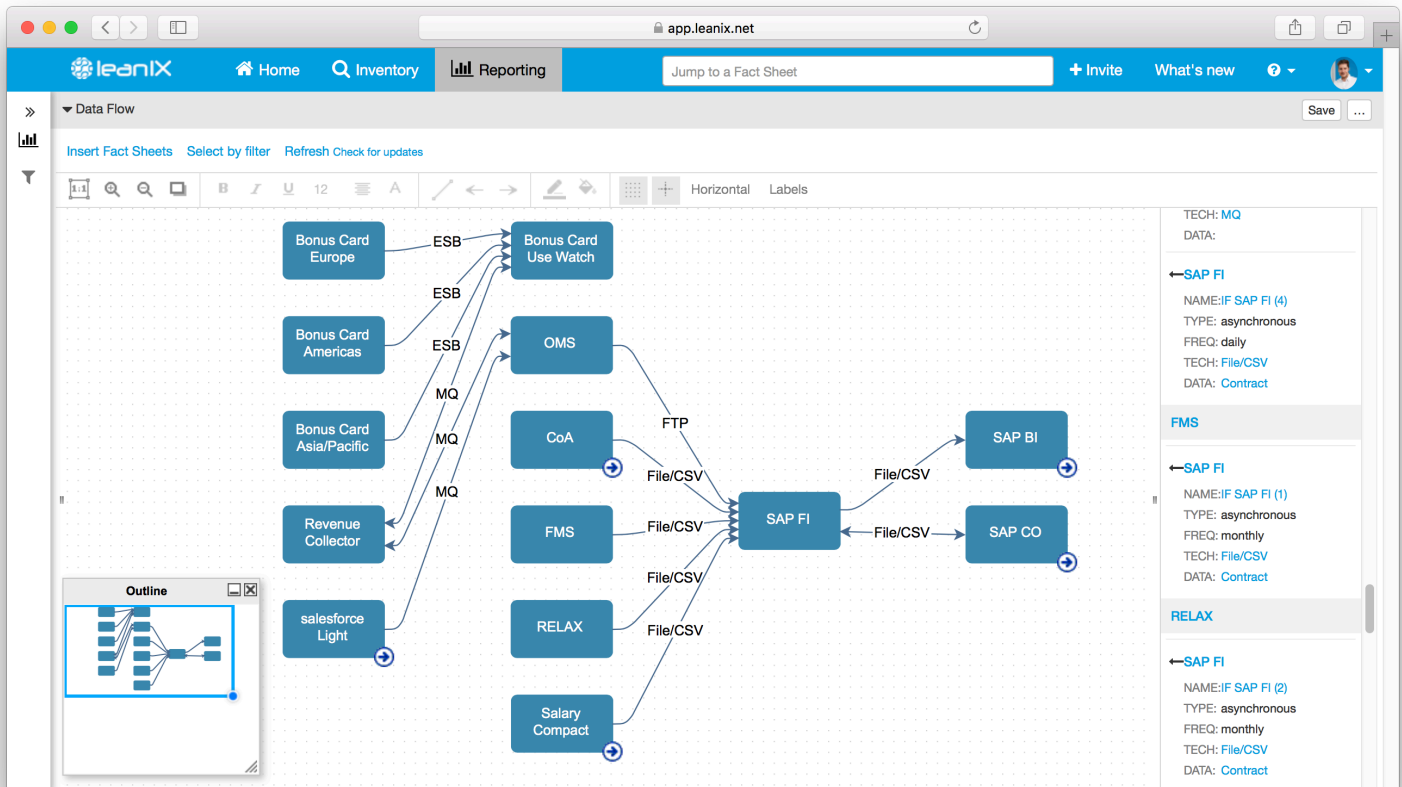 app.leanix.net
leanIX
Home
Inventory
Reporting
Jump to a Fact Sheet
+ Invite
What's new
?
Data Flow
Save
...
Insert Fact Sheets
Select by filter
Refresh Check for updates
1:1
B
I
U
12
A
Horizontal
Labels
Bonus Card
Europe
ESB
Bonus Card
Use Watch
ESB
Bonus Card
Americas
ESB
OMS
MQ
Bonus Card
Asia/Pacific
MQ
CoA
FTP
File/CSV
MQ
Revenue
Collector
FMS
File/CSV
SAP FI
File/CSV
SAP BI
File/CSV
SAP CO
File/CSV
salesforce
Light
RELAX
File/CSV
Salary
Compact
Outline
TECH: MQ
DATA:
SAP FI
NAME:IF SAP FI (4)
TYPE: asynchronous
FREQ: daily
TECH: File/CSV
DATA: Contract
FMS
SAP FI
NAME:IF SAP FI (1)
TYPE: asynchronous
FREQ: monthly
TECH: File/CSV
DATA: Contract
RELAX
SAP FI
NAME:IF SAP FI (2)
TYPE: asynchronous
FREQ: monthly
TECH: File/CSV
DATA: Contract